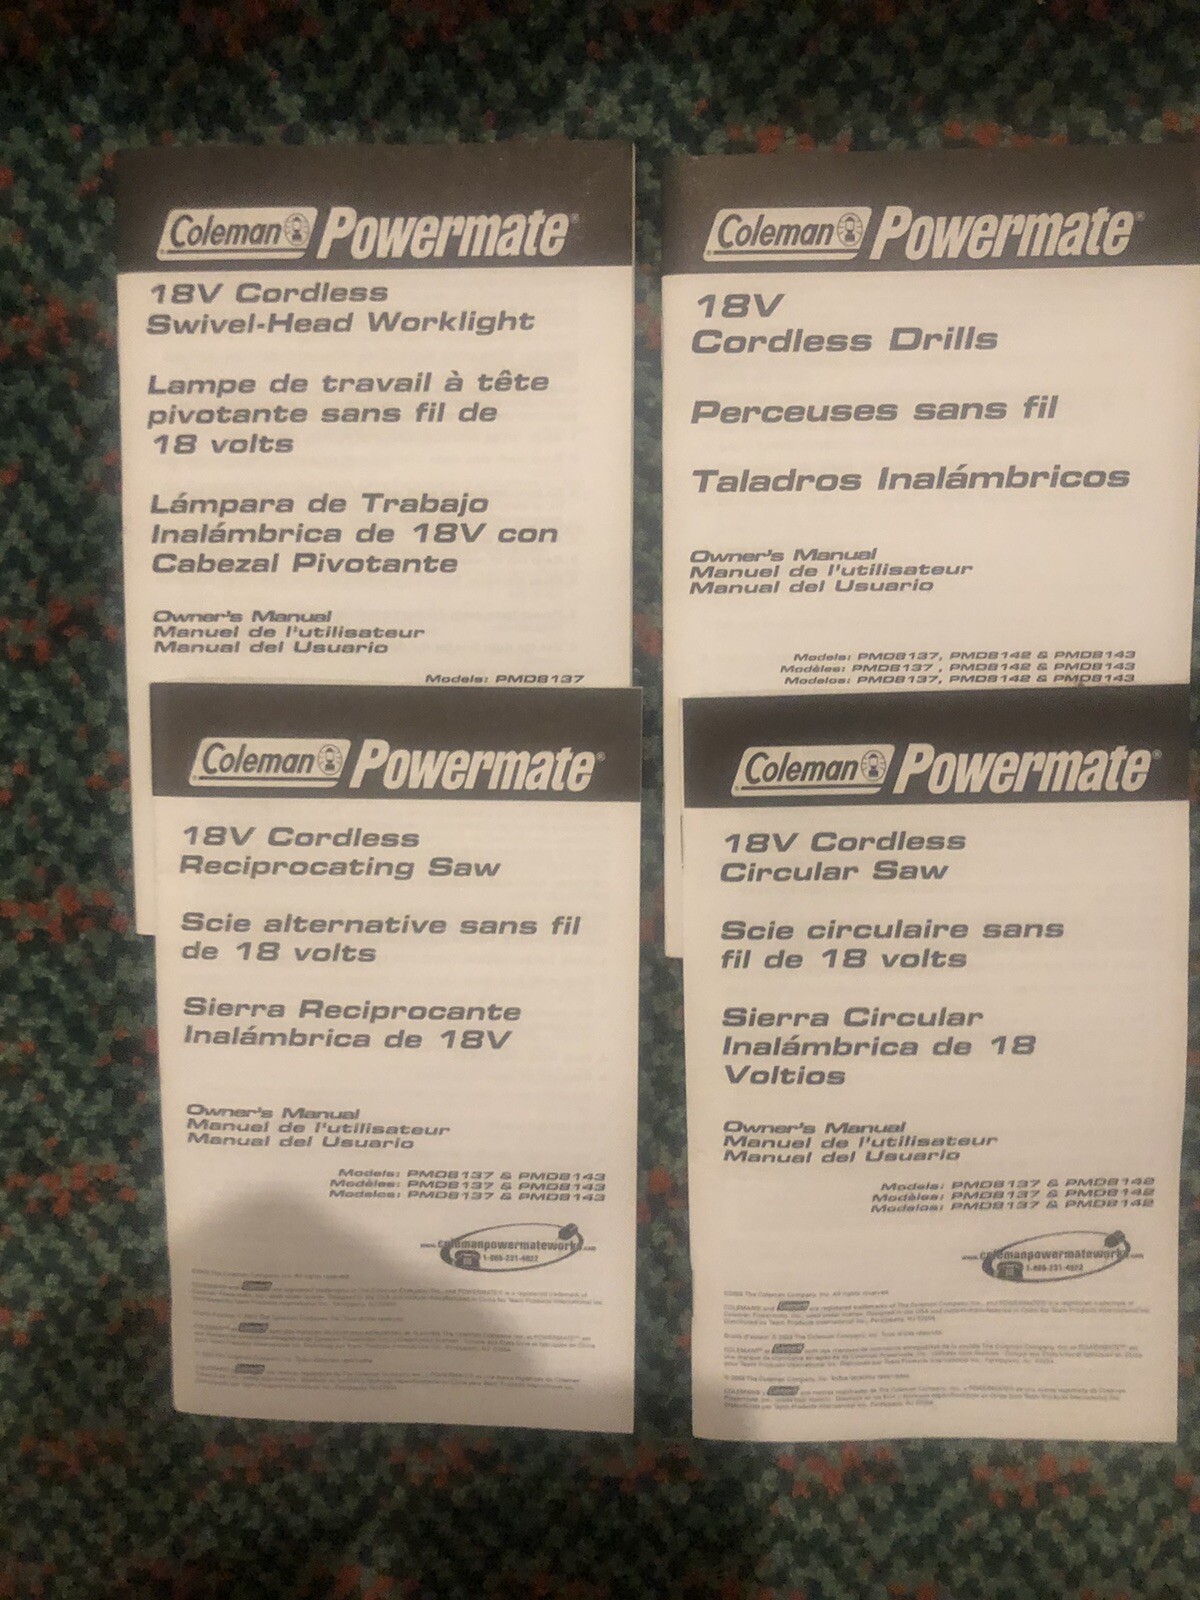 Coleman Powermate®
18V Cordless
Swivel-Head Worklight
Lampe de travail à tête
pivotante sans fil de
18 volts
Lámpara de Trabajo
Inalámbrica de 18V con
Cabezal Pivotante
Owner's Manual
Manuel de l'utilisateur
Manual del Usuario
Models: PMD8137
Coleman Powermate®
18V
Cordless Drills
Perceuses sans fil
Taladros Inalámbricos
Owner's Manual
Manuel de l'utilisateur
Manual del Usuario
Models: PMD8137, PMD8142 & PMD8143
Modèles: PMD8137 , PMD8142 & PMD8143
Modelos: PMD8137, PMD8142 & PMD8143
Coleman Powermate®
18V Cordless
Reciprocating Saw
Scie alternative sans fil
de 18 volts
Sierra Reciprocante
Inalámbrica de 18V
Owner's Manual
Manuel de l'utilisateur
Manual del Usuario
Models: PMD8137 & PMD8143
Modèles: PMD8137 & PMD8143
Modelos: PMD8137 & PMD8143
www.colemanpowermateworks.com
Coleman Powermate®
18V Cordless
Circular Saw
Scie circulaire sans
fil de 18 volts
Sierra Circular
Inalámbrica de 18
Voltios
Owner's Manual
Manuel de l'utilisateur
Manual del Usuario
Models: PMD8137 & PMD8142
Modèles: PMD8137 & PMD8142
Modelos: PMD8137 & PMD8142
www.colemanpowermateworks.com